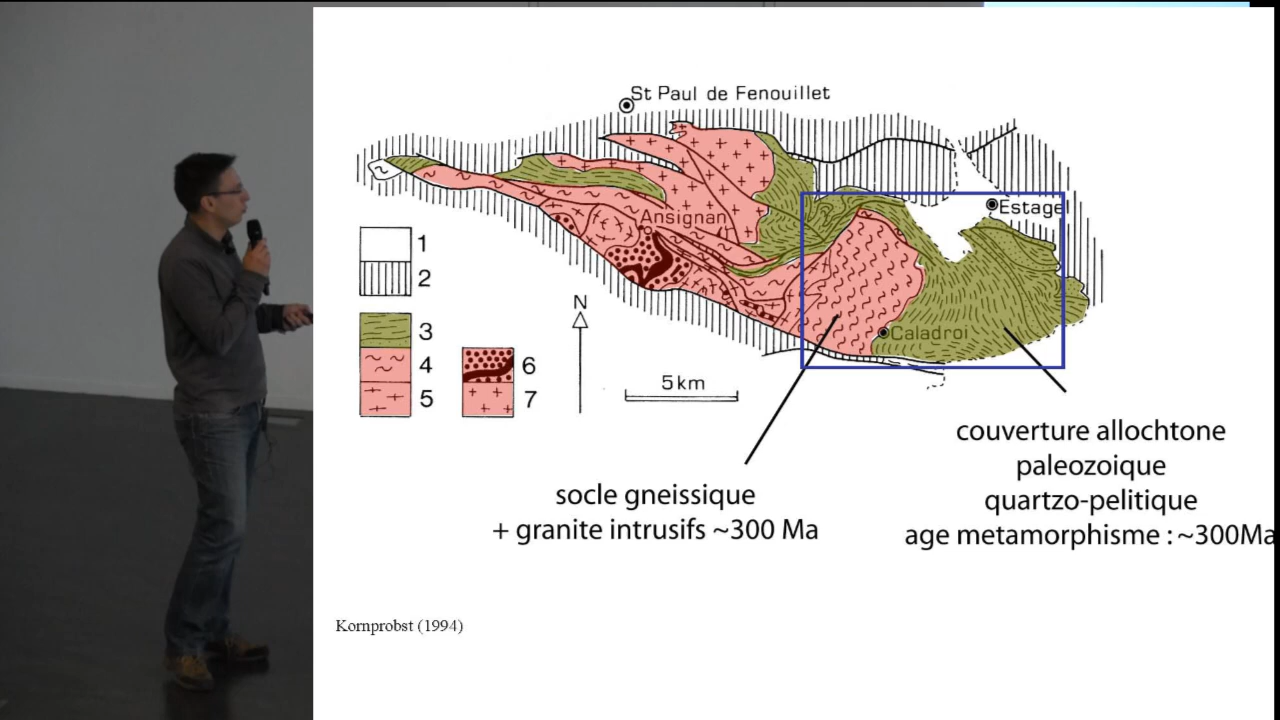 St Paul de Fenouillet
Estagel
Ansignan
1
2
N
Caladroi
3
4
6
5
7
5km
couverture allochtone
paleozoique
quartzo-pelitique
age metamorphisme : ~300Ma
socle gneissique
+ granite intrusifs ~300 Ma
Kornprobst (1994)